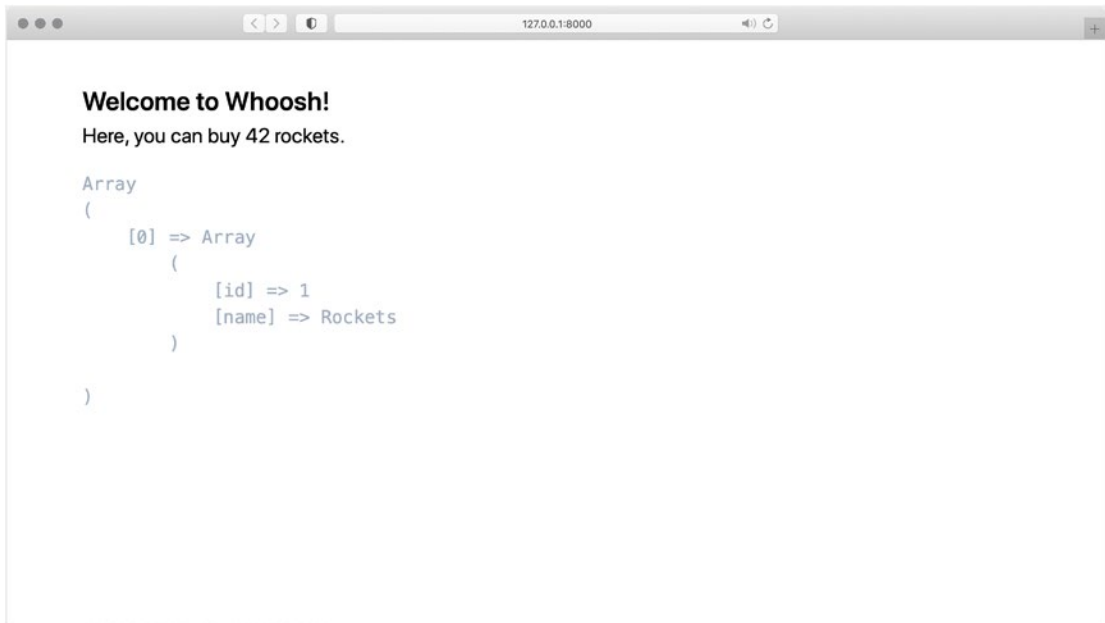 127.0.0.1:8000
Welcome to Whoosh!
Here, you can buy 42 rockets.
Array
(
    [0] => Array
        (
            [id] => 1
            [name] => Rockets
        )
)